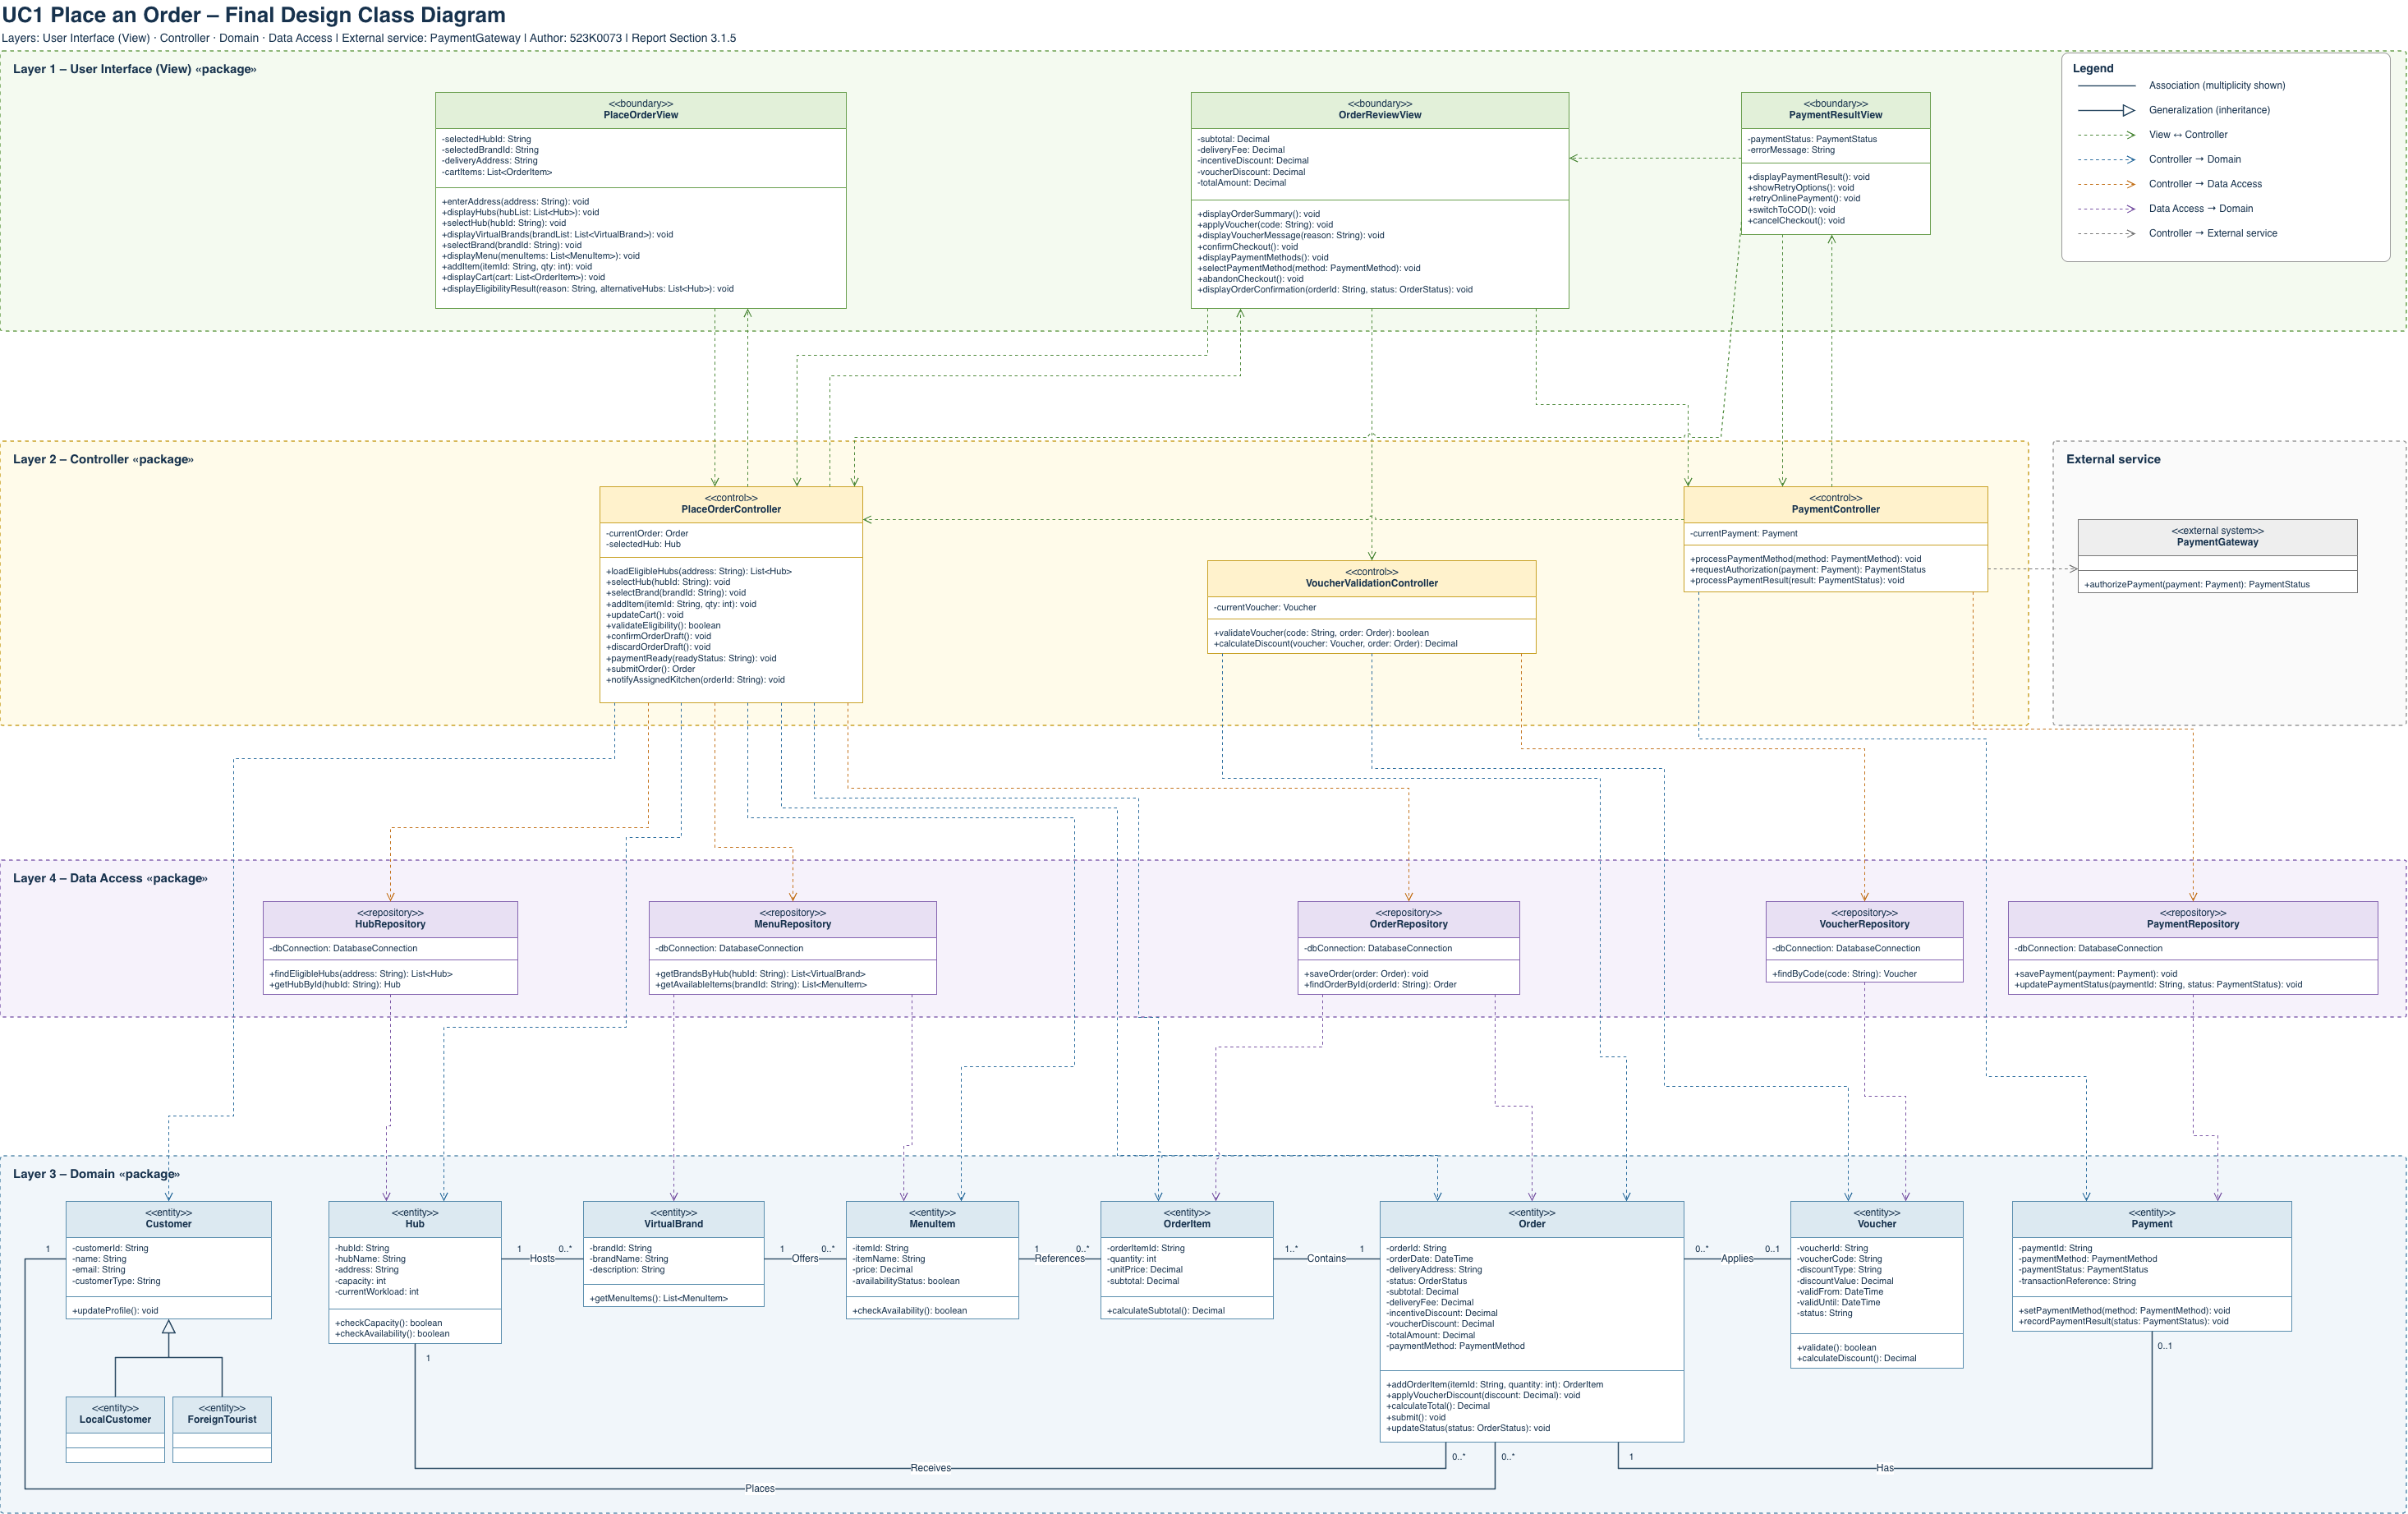 UC1 Place an Order – Final Design Class Diagram
Layers: User Interface (View) · Controller · Domain · Data Access | External service: PaymentGateway | Author: 523K0073 | Report Section 3.1.5
Layer 1 – User Interface (View) «package»
<<boundary>>
PlaceOrderView
-selectedHubId: String
-selectedBrandId: String
-deliveryAddress: String
-cartItems: List<OrderItem>
+enterAddress(address: String): void
+displayHubs(hubList: List<Hub>): void
+selectHub(hubId: String): void
+displayVirtualBrands(brandList: List<VirtualBrand>): void
+selectBrand(brandId: String): void
+displayMenu(menuItems: List<MenuItem>): void
+addItem(itemId: String, qty: int): void
+displayCart(cart: List<OrderItem>): void
+displayEligibilityResult(reason: String, alternativeHubs: List<Hub>): void
<<boundary>>
OrderReviewView
-subtotal: Decimal
-deliveryFee: Decimal
-incentiveDiscount: Decimal
-voucherDiscount: Decimal
-totalAmount: Decimal
+displayOrderSummary(): void
+applyVoucher(code: String): void
+displayVoucherMessage(reason: String): void
+confirmCheckout(): void
+displayPaymentMethods(): void
+selectPaymentMethod(method: PaymentMethod): void
+abandonCheckout(): void
+displayOrderConfirmation(orderId: String, status: OrderStatus): void
<<boundary>>
PaymentResultView
-paymentStatus: PaymentStatus
-errorMessage: String
+displayPaymentResult(): void
+showRetryOptions(): void
+retryOnlinePayment(): void
+switchToCOD(): void
+cancelCheckout(): void
Legend
Association (multiplicity shown)
Generalization (inheritance)
View ↔ Controller
Controller → Domain
Controller → Data Access
Data Access → Domain
Controller → External service
Layer 2 – Controller «package»
<<control>>
PlaceOrderController
-currentOrder: Order
-selectedHub: Hub
+loadEligibleHubs(address: String): List<Hub>
+selectHub(hubId: String): void
+selectBrand(brandId: String): void
+addItem(itemId: String, qty: int): void
+updateCart(): void
+validateEligibility(): boolean
+confirmOrderDraft(): void
+discardOrderDraft(): void
+paymentReady(readyStatus: String): void
+submitOrder(): Order
+notifyAssignedKitchen(orderId: String): void
<<control>>
VoucherValidationController
-currentVoucher: Voucher
+validateVoucher(code: String, order: Order): boolean
+calculateDiscount(voucher: Voucher, order: Order): Decimal
<<control>>
PaymentController
-currentPayment: Payment
+processPaymentMethod(method: PaymentMethod): void
+requestAuthorization(payment: Payment): PaymentStatus
+processPaymentResult(result: PaymentStatus): void
External service
<<external system>>
PaymentGateway
+authorizePayment(payment: Payment): PaymentStatus
Layer 4 – Data Access «package»
<<repository>>
HubRepository
-dbConnection: DatabaseConnection
+findEligibleHubs(address: String): List<Hub>
+getHubById(hubId: String): Hub
<<repository>>
MenuRepository
-dbConnection: DatabaseConnection
+getBrandsByHub(hubId: String): List<VirtualBrand>
+getAvailableItems(brandId: String): List<MenuItem>
<<repository>>
OrderRepository
-dbConnection: DatabaseConnection
+saveOrder(order: Order): void
+findOrderById(orderId: String): Order
<<repository>>
VoucherRepository
-dbConnection: DatabaseConnection
+findByCode(code: String): Voucher
<<repository>>
PaymentRepository
-dbConnection: DatabaseConnection
+savePayment(payment: Payment): void
+updatePaymentStatus(paymentId: String, status: PaymentStatus): void
Layer 3 – Domain «package»
<<entity>>
Customer
-customerId: String
-name: String
-email: String
-customerType: String
+updateProfile(): void
1
<<entity>>
LocalCustomer
<<entity>>
ForeignTourist
<<entity>>
Hub
-hubId: String
-hubName: String
-address: String
-capacity: int
-currentWorkload: int
+checkCapacity(): boolean
+checkAvailability(): boolean
1
1 Hosts 0..*
<<entity>>
VirtualBrand
-brandId: String
-brandName: String
-description: String
+getMenuItems(): List<MenuItem>
1 Offers 0..*
<<entity>>
MenuItem
-itemId: String
-itemName: String
-price: Decimal
-availabilityStatus: boolean
+checkAvailability(): boolean
1 References 0..*
<<entity>>
OrderItem
-orderItemId: String
-quantity: int
-unitPrice: Decimal
-subtotal: Decimal
+calculateSubtotal(): Decimal
1..* Contains 1
<<entity>>
Order
-orderId: String
-orderDate: DateTime
-deliveryAddress: String
-status: OrderStatus
-subtotal: Decimal
-deliveryFee: Decimal
-incentiveDiscount: Decimal
-voucherDiscount: Decimal
-totalAmount: Decimal
-paymentMethod: PaymentMethod
+addOrderItem(itemId: String, quantity: int): OrderItem
+applyVoucherDiscount(discount: Decimal): void
+calculateTotal(): Decimal
+submit(): void
+updateStatus(status: OrderStatus): void
0..* Applies 0..1
<<entity>>
Voucher
-voucherId: String
-voucherCode: String
-discountType: String
-discountValue: Decimal
-validFrom: DateTime
-validUntil: DateTime
-status: String
+validate(): boolean
+calculateDiscount(): Decimal
<<entity>>
Payment
-paymentId: String
-paymentMethod: PaymentMethod
-paymentStatus: PaymentStatus
-transactionReference: String
+setPaymentMethod(method: PaymentMethod): void
+recordPaymentResult(status: PaymentStatus): void
0..1
0..*
0..*
1
Receives
Has
Places